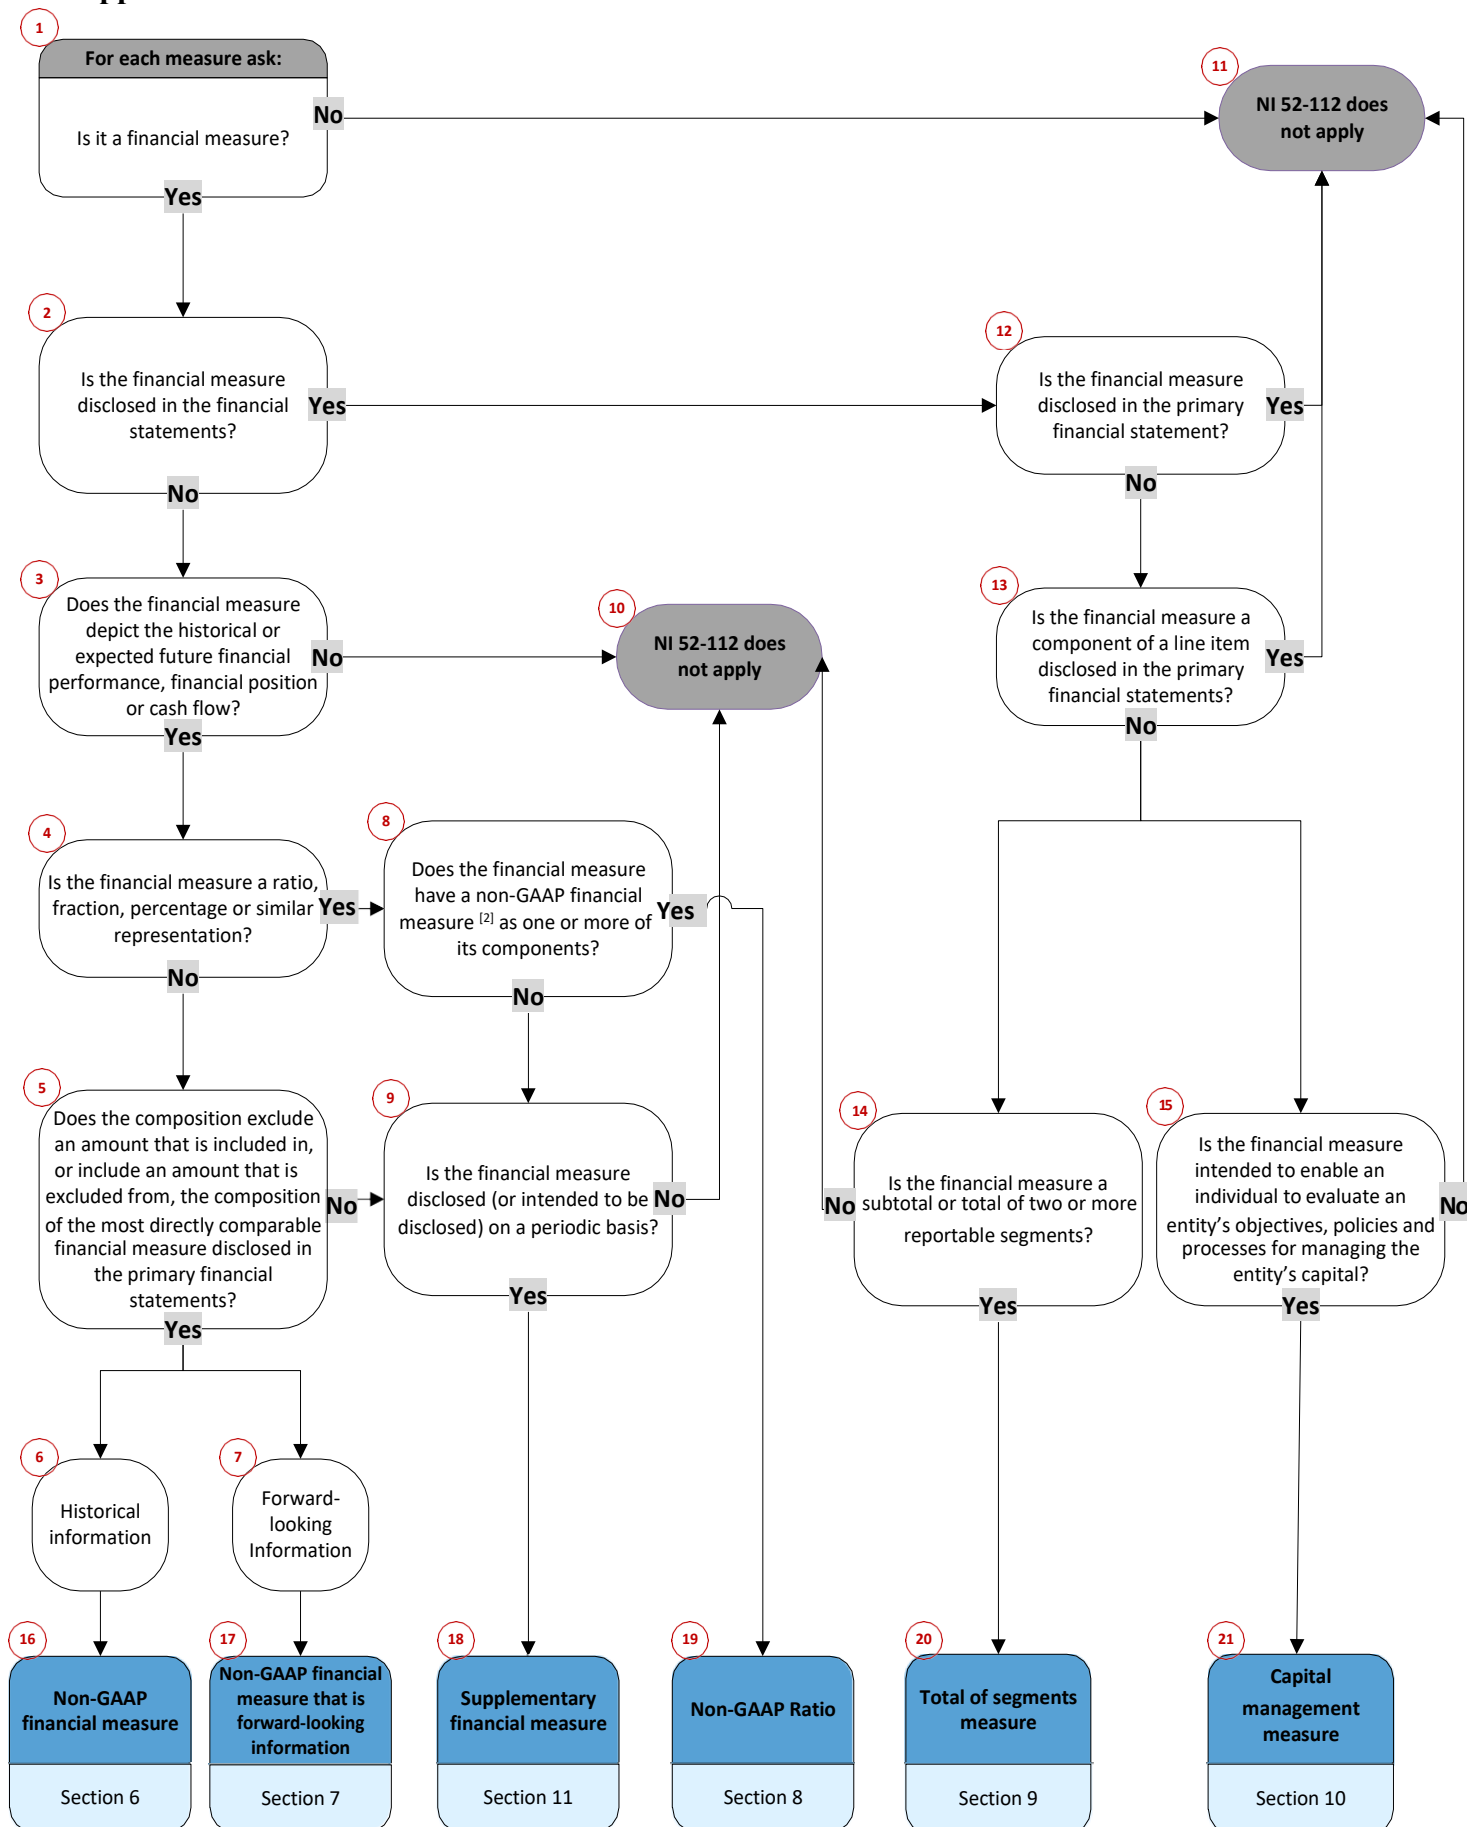 1
For each measure ask:
Is it a financial measure?
No
Yes
11
NI 52-112 does
not apply
2
Is the financial measure
disclosed in the financial
statements?
Yes
No
12
Is the financial measure
disclosed in the primary
financial statement?
Yes
No
3
Does the financial measure
depict the historical or
expected future financial
performance, financial position
or cash flow?
No
Yes
10
NI 52-112 does
not apply
13
Is the financial measure a
component of a line item
disclosed in the primary
financial statements?
Yes
No
4
Is the financial measure a ratio,
fraction, percentage or similar
representation?
Yes
No
8
Does the financial measure
have a non-GAAP financial
measure [2] as one or more of
its components?
Yes
No
5
Does the composition exclude
an amount that is included in,
or include an amount that is
excluded from, the composition
of the most directly comparable
financial measure disclosed in
the primary financial
statements?
No
Yes
9
Is the financial measure
disclosed (or intended to be
disclosed) on a periodic basis?
No
Yes
14
Is the financial measure a
subtotal or total of two or more
reportable segments?
No
Yes
15
Is the financial measure
intended to enable an
individual to evaluate an
entity's objectives, policies and
processes for managing the
entity's capital?
No
Yes
6
Historical
information
7
Forward-
looking
Information
16
Non-GAAP
financial measure
Section 6
17
Non-GAAP financial
measure that is
forward-looking
information
Section 7
18
Supplementary
financial measure
Section 11
19
Non-GAAP Ratio
Section 8
20
Total of segments
measure
Section 9
21
Capital
management
measure
Section 10